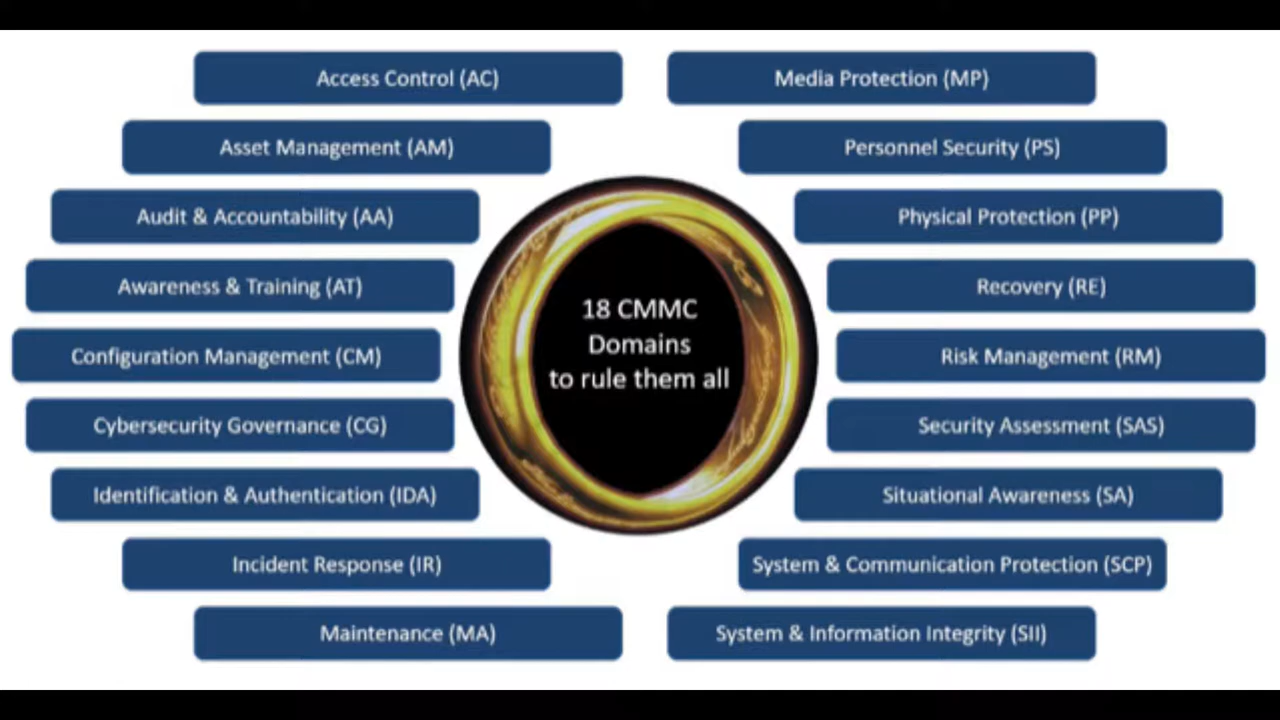 Access Control (AC)
Asset Management (AM)
Audit & Accountability (AA)
Awareness & Training (AT)
Configuration Management (CM)
Cybersecurity Governance (CG)
Identification & Authentication (IDA)
Incident Response (IR)
Maintenance (MA)
18 CMMC
Domains
to rule them all
Media Protection (MP)
Personnel Security (PS)
Physical Protection (PP)
Recovery (RE)
Risk Management (RM)
Security Assessment (SAS)
Situational Awareness (SA)
System & Communication Protection (SCP)
System & Information Integrity (SII)